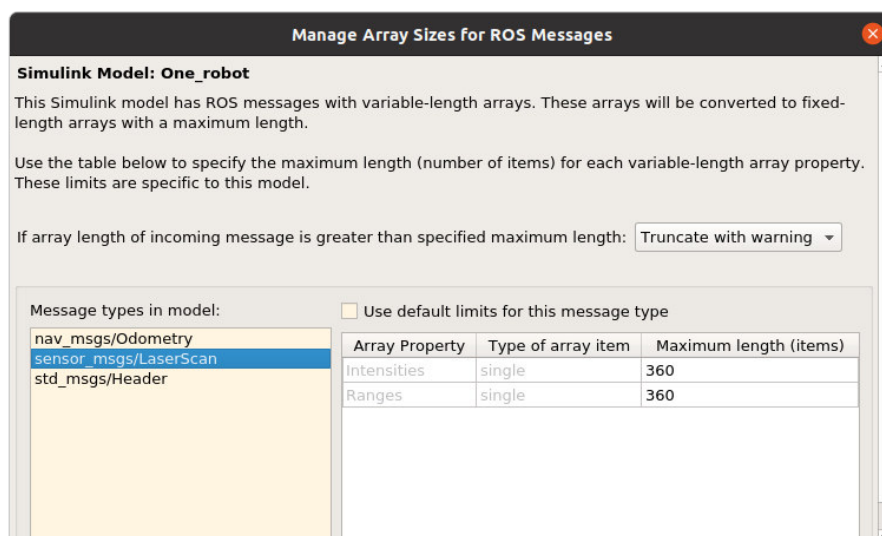 Manage Array Sizes for ROS Messages
Simulink Model: One_robot
This Simulink model has ROS messages with variable-length arrays. These arrays will be converted to fixed-
length arrays with a maximum length.
Use the table below to specify the maximum length (number of items) for each variable-length array property.
These limits are specific to this model.
If array length of incoming message is greater than specified maximum length: Truncate with warning
Message types in model:
nav_msgs/Odometry
sensor_msgs/LaserScan
std_msgs/Header
Use default limits for this message type
Array Property Type of array item Maximum length (items)
Intensities single 360
Ranges single 360